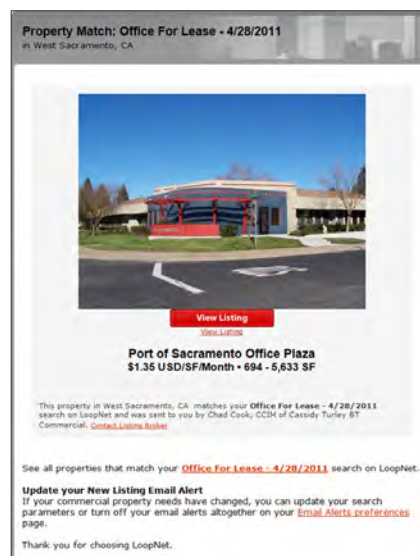 Property Match: Office For Lease - 4/28/2011
in West Sacramento, CA
View Listing
View Listing
Port of Sacramento Office Plaza
$1.35 USD/SF/Month • 694 - 5,633 SF
This property in West Sacramento, CA matches your Office For Lease - 4/28/2011
search on LoopNet and was sent to you by Chad Cook, CCIM of Cassidy Turley BT
Commercial. Contact Listing Broker
See all properties that match your Office For Lease - 4/28/2011 search on LoopNet.
Update your New Listing Email Alert
If your commercial property needs have changed, you can update your search
parameters or turn off your email alerts altogether on your Email Alerts preferences
page.
Thank you for choosing LoopNet.